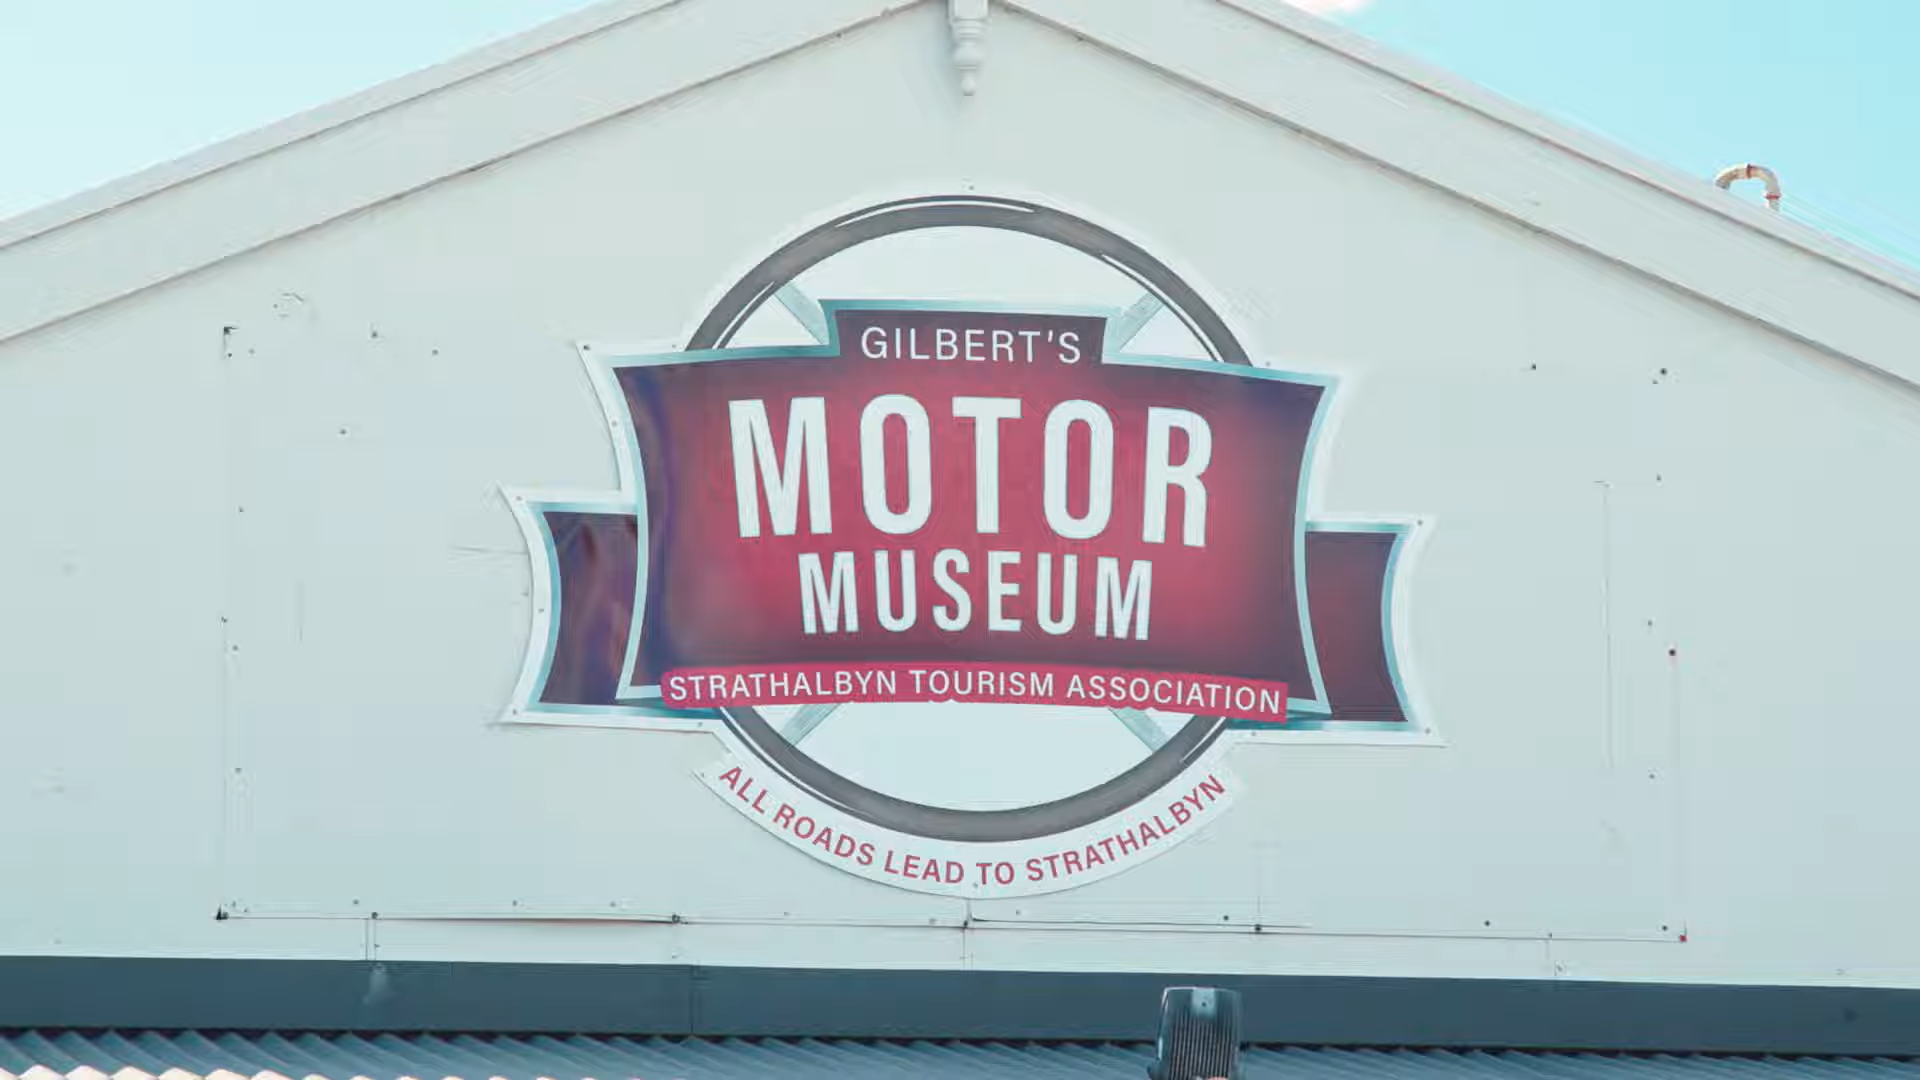 GILBERT'S
MOTOR
MUSEUM
STRATHALBYN TOURISM ASSOCIATION
ALL ROADS LEAD TO STRATHALBYN